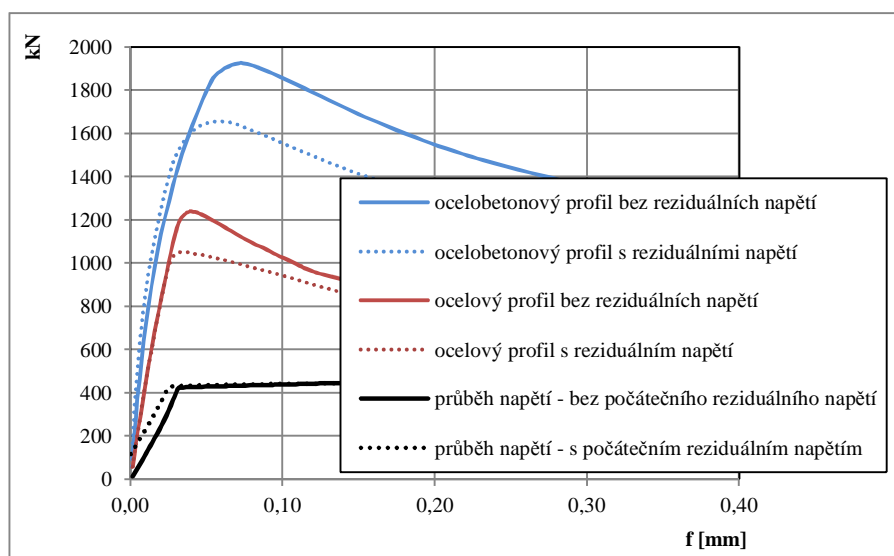 kN
2000
1800
1600
1400
1200
1000
800
600
400
200
0
ocelobetonový profil bez reziduálních napětí
ocelobetonový profil s reziduálními napětí
ocelový profil bez reziduálních napětí
ocelový profil s reziduálním napětí
průběh napětí - bez počátečního reziduálního napětí
průběh napětí - s počátečním reziduálním napětím
0,00 0,10 0,20 0,30 0,40
f [mm]